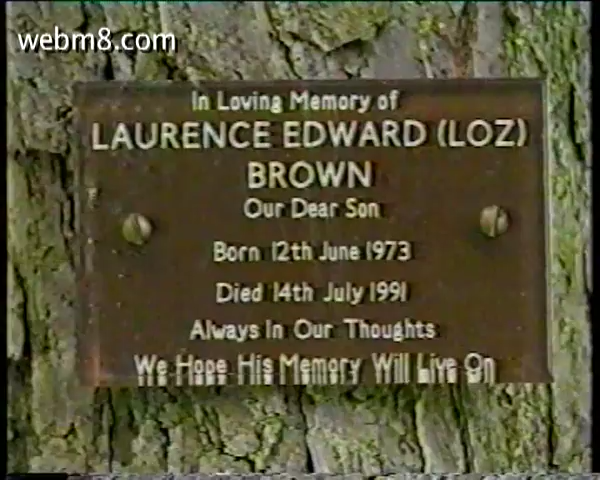 webm8.com
In Loving Memory of
LAURENCE EDWARD (LOZ)
BROWN
Our Dear Son
Born 12th June 1973
Died 14th July 1991
Always In Our Thoughts
We Hope His Memory Will Live On